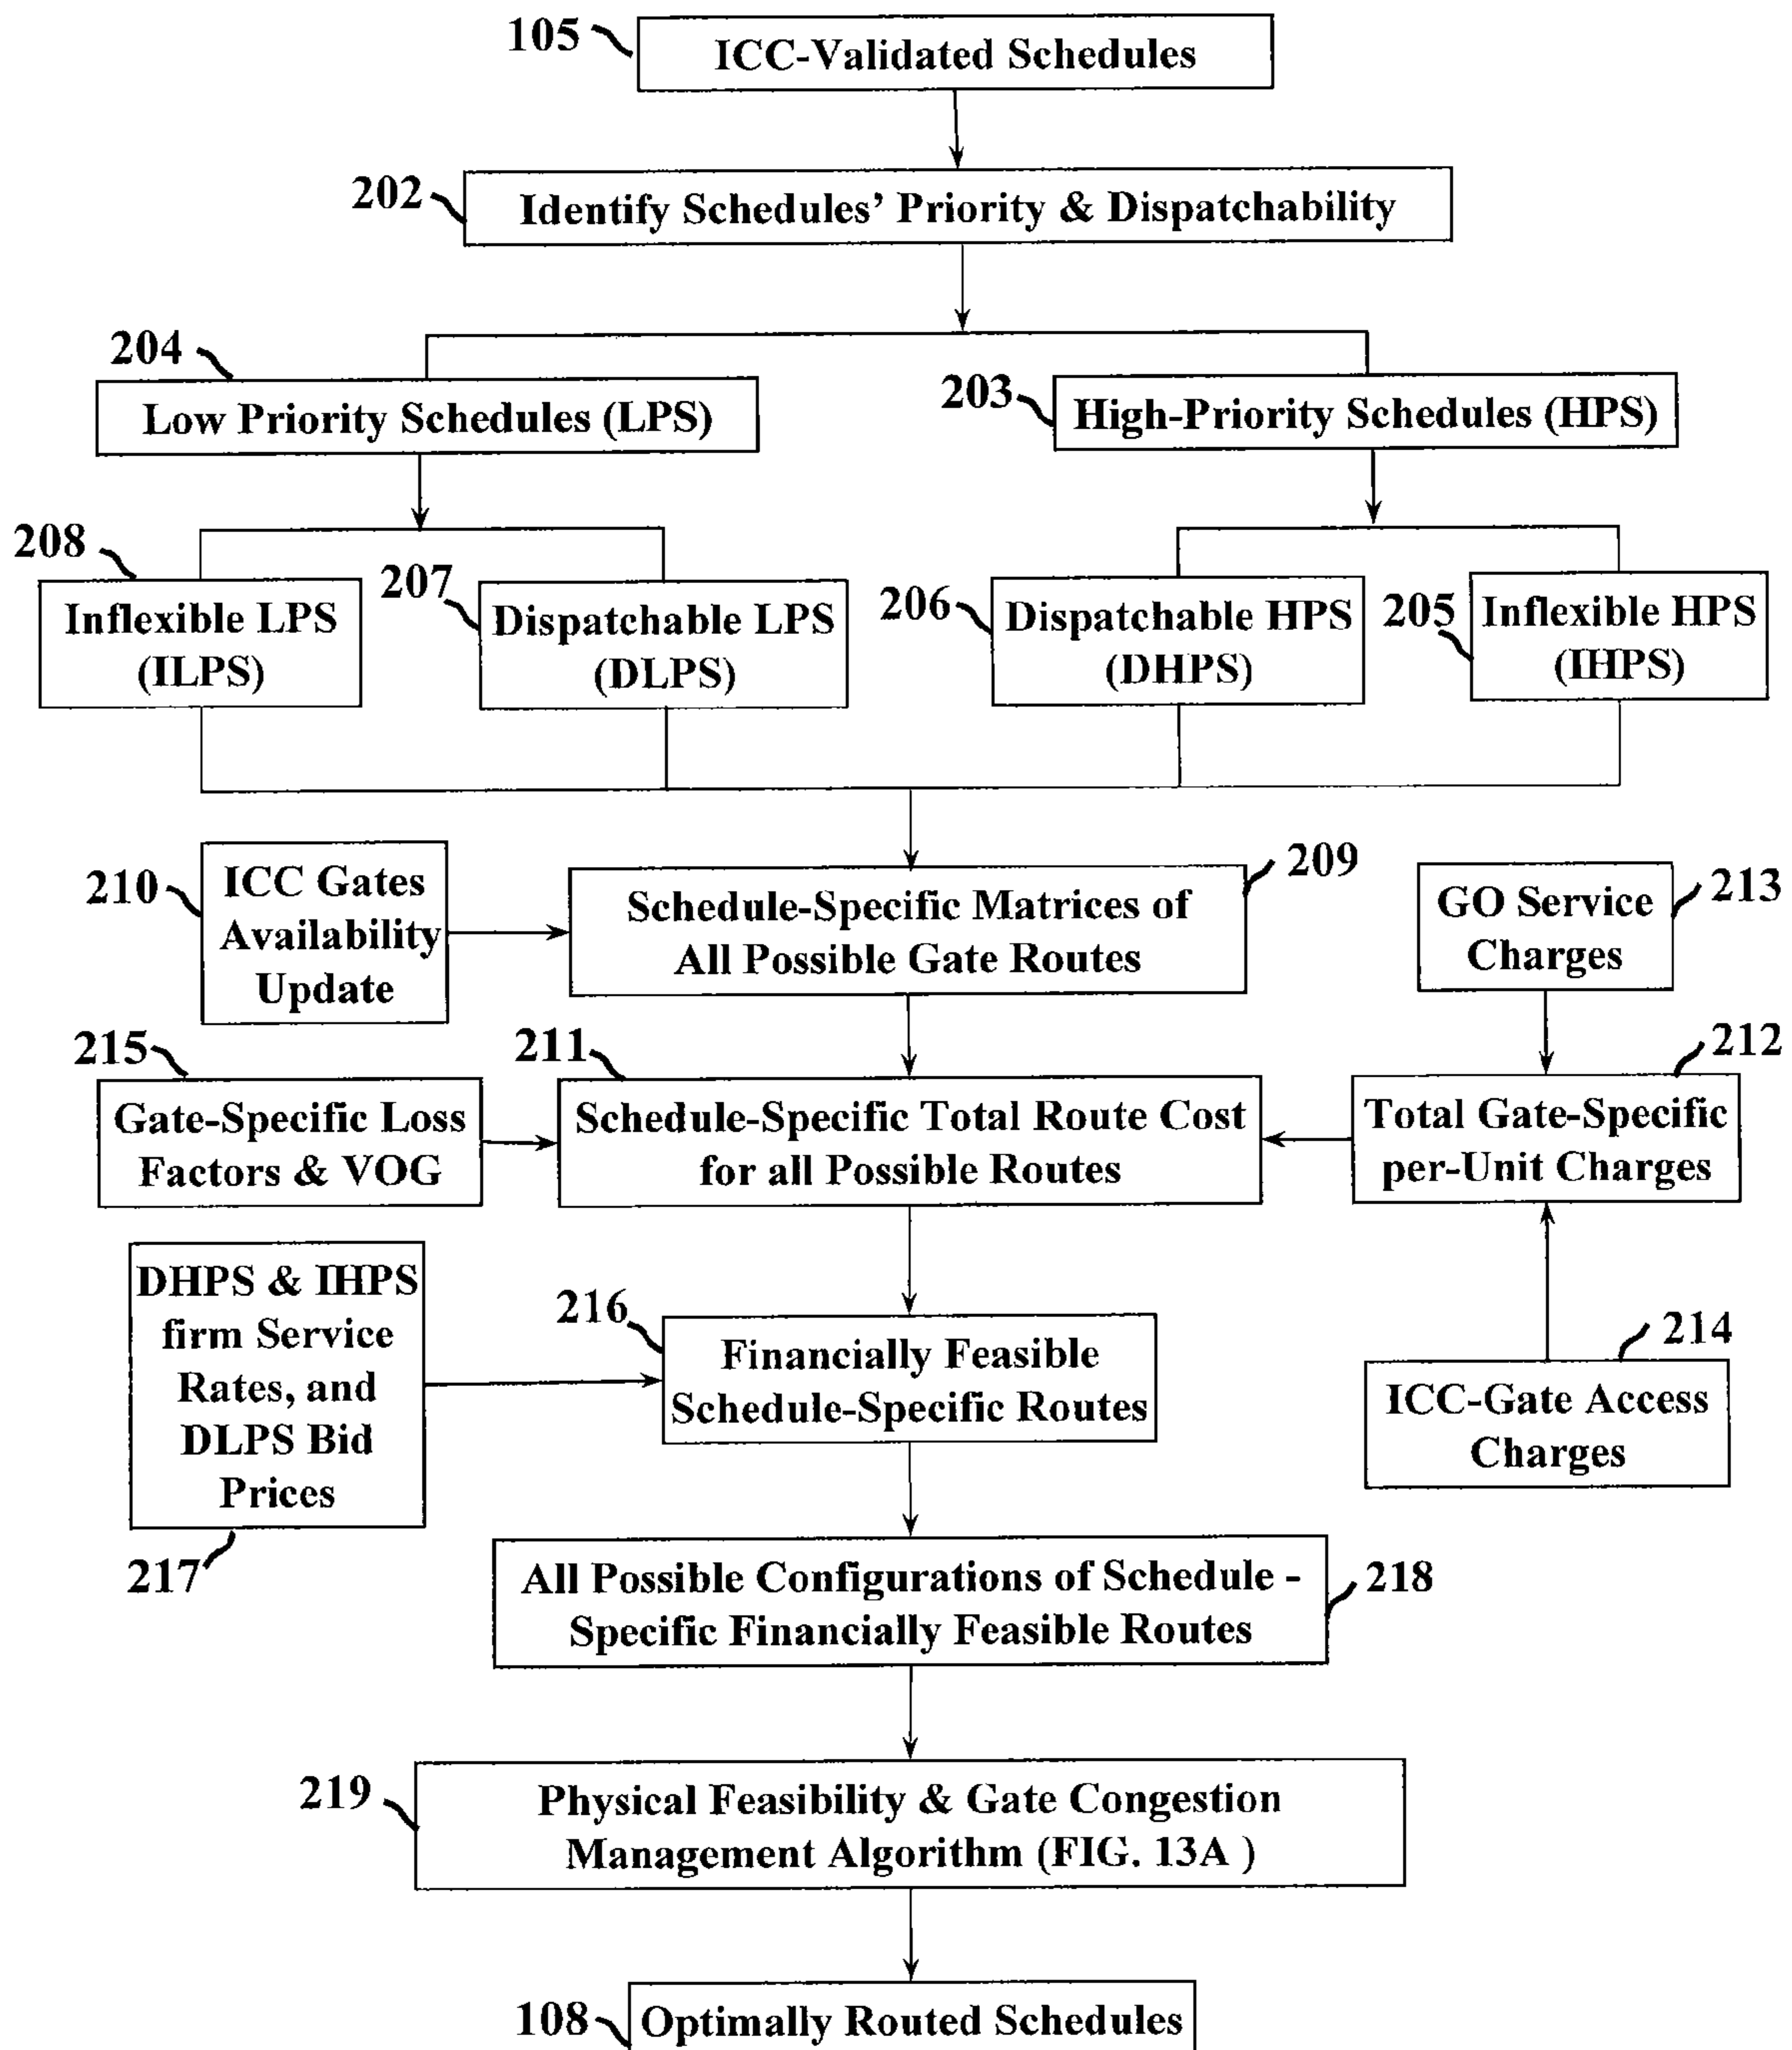 105
ICC-Validated Schedules
202
Identify Schedules’ Priority & Dispatchability
204
Low Priority Schedules (LPS)
203
High-Priority Schedules (HPS)
208
Inflexible LPS
(ILPS)
207
Dispatchable LPS
(DLPS)
206
Dispatchable HPS
(DHPS)
205
Inflexible HPS
(IHPS)
210
ICC Gates
Availability
Update
Schedule-Specific Matrices of
All Possible Gate Routes
209
GO Service
Charges
213
215
Gate-Specific Loss
Factors & VOG
211
Schedule-Specific Total Route Cost
for all Possible Routes
212
Total Gate-Specific
per-Unit Charges
DHPS & IHPS
firm Service
Rates, and
DLPS Bid
Prices
217
216
Financially Feasible
Schedule-Specific Routes
214
ICC-Gate Access
Charges
All Possible Configurations of Schedule -
Specific Financially Feasible Routes
218
219
Physical Feasibility & Gate Congestion
Management Algorithm (FIG. 13A )
108
Optimally Routed Schedules